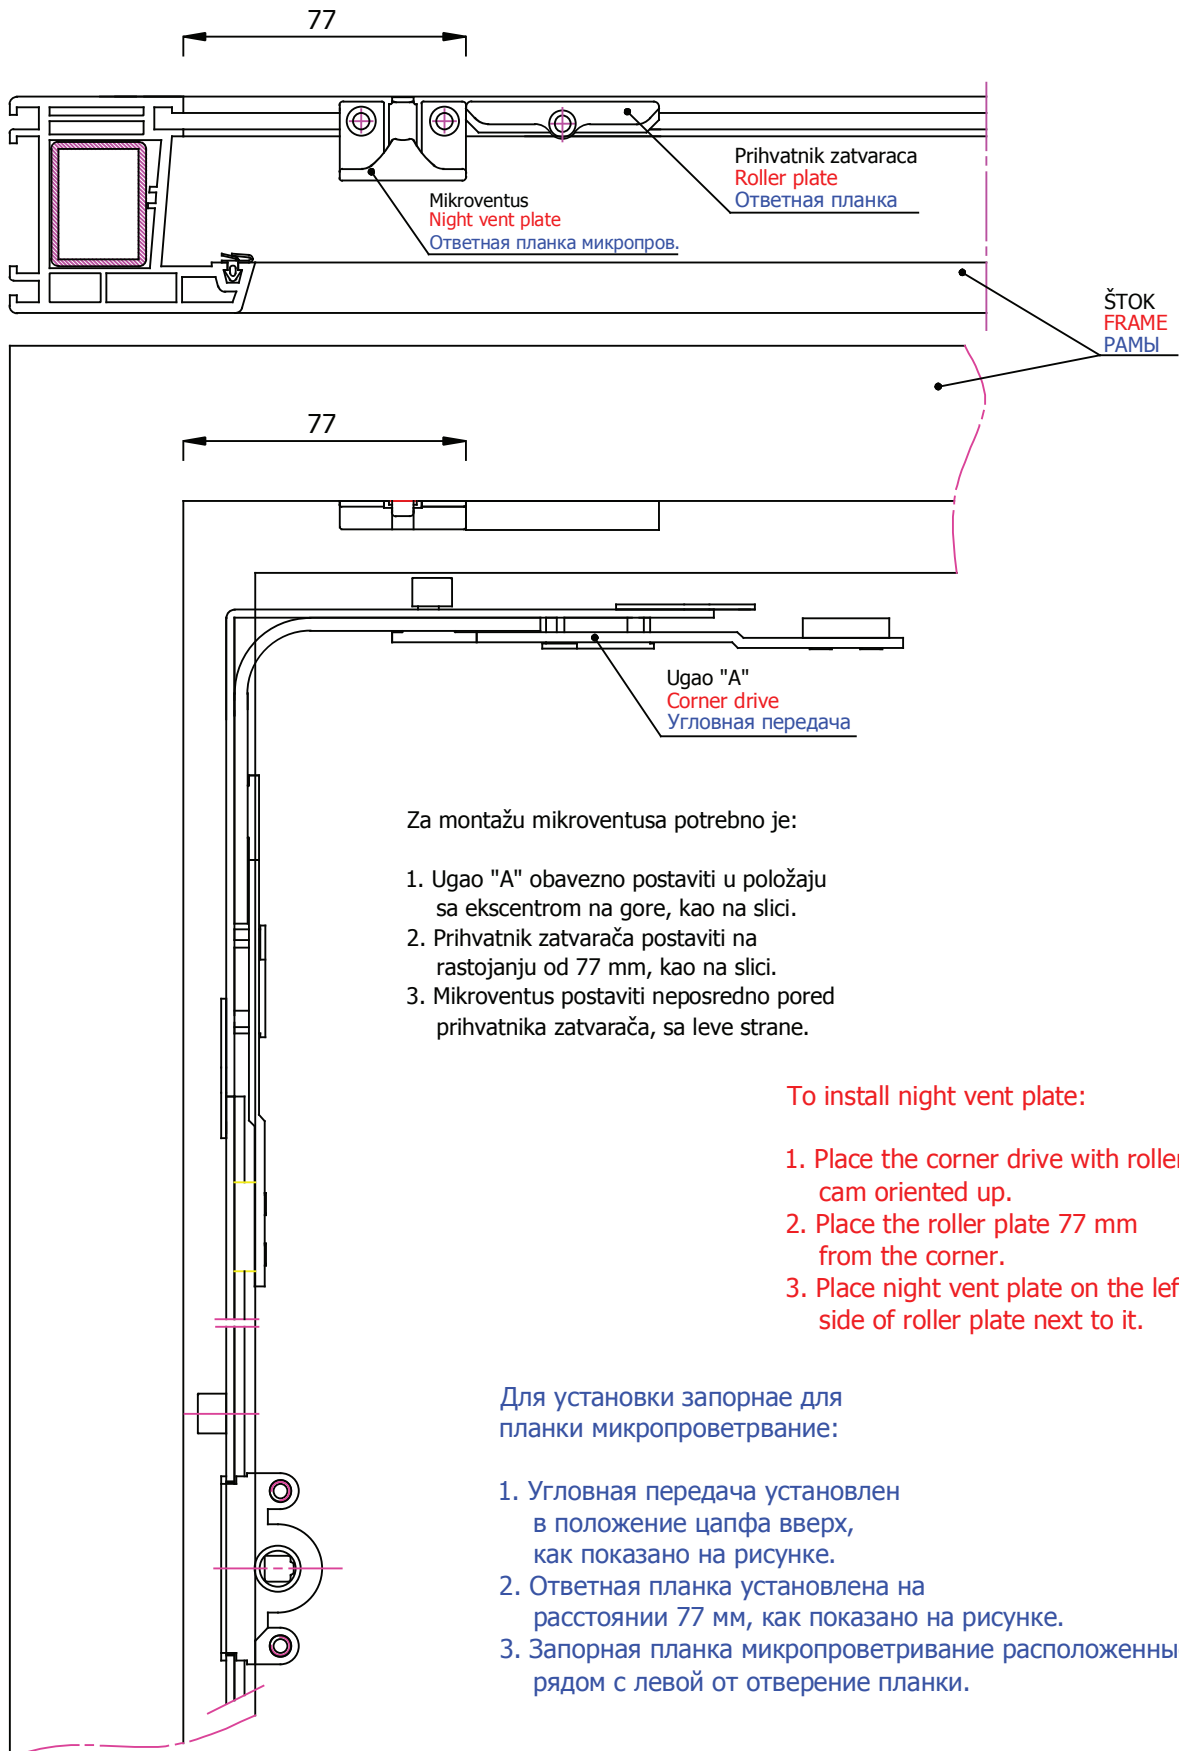 77
Prihvatnik zatvaraca
Roller plate
Ответная планка
Mikroventus
Night vent plate
Ответная планка микропров.
ŠTOK
FRAME
РАМЫ
77
Ugao "A"
Corner drive
Угловная передача
Za montažu mikroventusa potrebno je:
1. Ugao "A" obavezno postaviti u položaju
sa ekscentrom na gore, kao na slici.
2. Prihvatnik zatvarača postaviti na
rastojanju od 77 mm, kao na slici.
3. Mikroventus postaviti neposredno pored
prihvatnika zatvarača, sa leve strane.
To install night vent plate:
1. Place the corner drive with roller
cam oriented up.
2. Place the roller plate 77 mm
from the corner.
3. Place night vent plate on the lef
side of roller plate next to it.
Для установки запорнае для
планки микропроветрвание:
1. Угловная передача установлен
в положение цапфа вверх,
как показано на рисунке.
2. Ответная планка установлена на
расстоянии 77 мм, как показано на рисунке.
3. Запорная планка микропроветривание расположенны
рядом с левой от отверение планки.